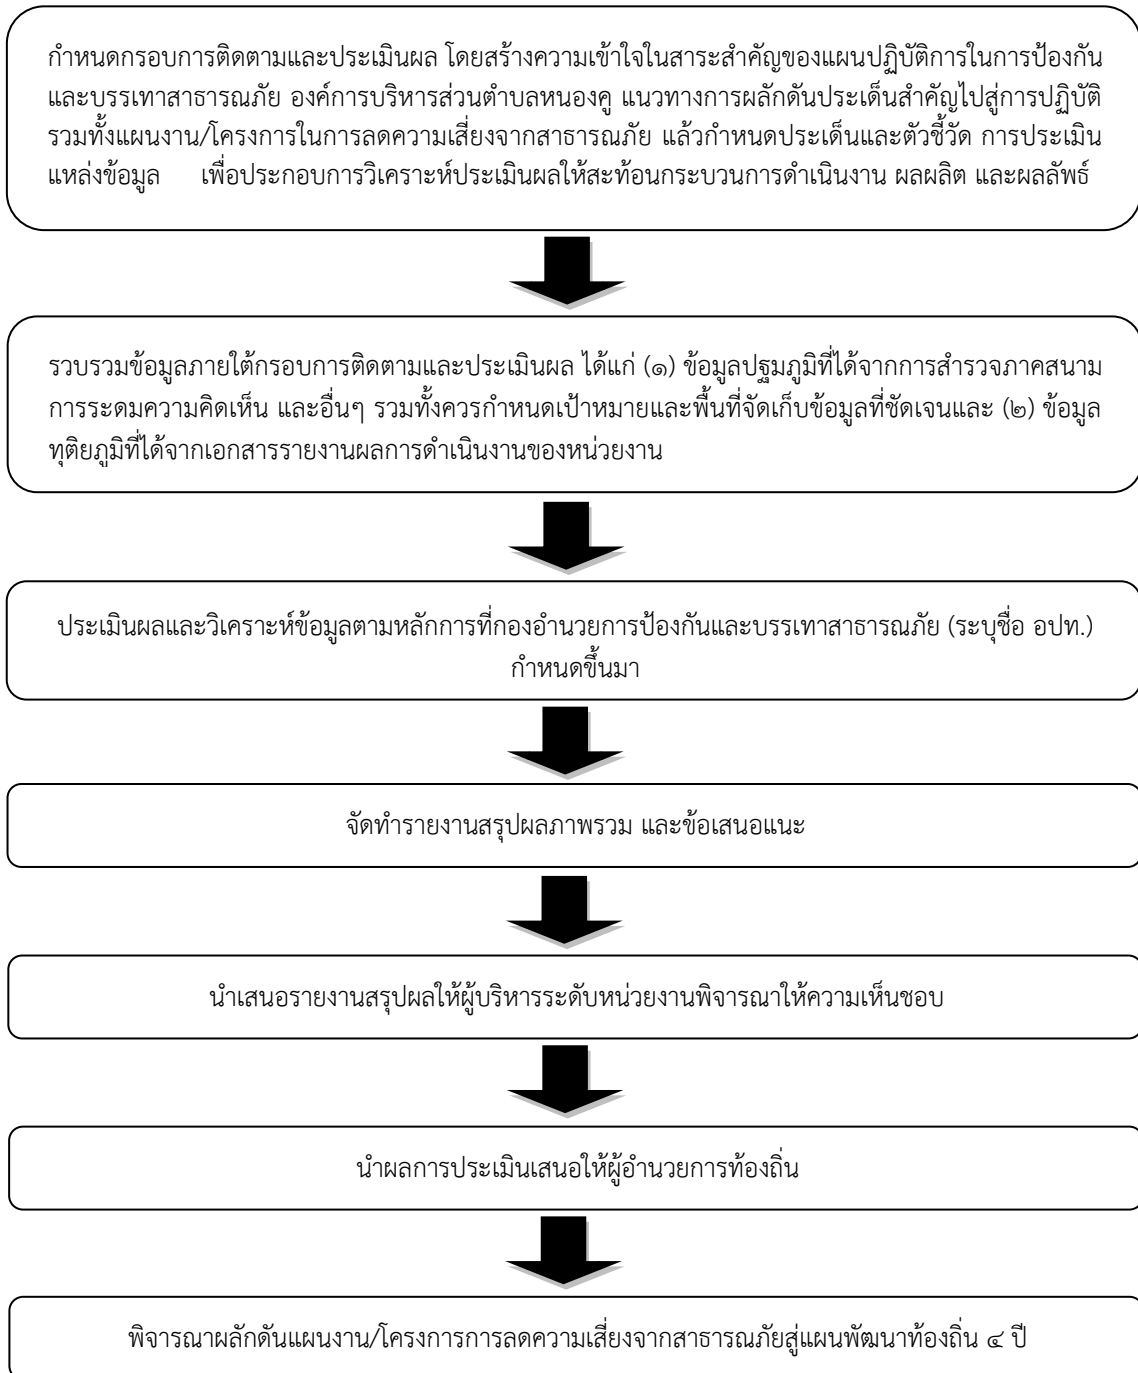 กำหนดกรอบการติดตามและประเมินผล โดยสร้างความเข้าใจในสาระสำคัญของแผนปฏิบัติการในการป้องกัน
และบรรเทาสาธารณภัย องค์การบริหารส่วนตำบลหนองคู แนวทางการผลักดันประเด็นสำคัญไปสู่การปฏิบัติ
รวมทั้งแผนงาน/โครงการในการลดความเสี่ยงจากสาธารณภัย แล้วกำหนดประเด็นและตัวชี้วัด การประเมิน
แหล่งข้อมูล เพื่อประกอบการวิเคราะห์ประเมินผลให้สะท้อนกระบวนการดำเนินงาน ผลผลิต และผลลัพธ์
รวบรวมข้อมูลภายใต้กรอบการติดตามและประเมินผล ได้แก่ (๑) ข้อมูลปฐมภูมิที่ได้จากการสำรวจภาคสนาม
การระดมความคิดเห็น และอื่นๆ รวมทั้งควรกำหนดเป้าหมายและพื้นที่จัดเก็บข้อมูลที่ชัดเจนและ (๒) ข้อมูล
ทุติยภูมิที่ได้จากเอกสารรายงานผลการดำเนินงานของหน่วยงาน
ประเมินผลและวิเคราะห์ข้อมูลตามหลักการที่กองอำนวยการป้องกันและบรรเทาสาธารณภัย (ระบุชื่อ อปท.)
กำหนดขึ้นมา
จัดทำรายงานสรุปผลภาพรวม และข้อเสนอแนะ
นำเสนอรายงานสรุปผลให้ผู้บริหารระดับหน่วยงานพิจารณาให้ความเห็นชอบ
นำผลการประเมินเสนอให้ผู้อำนวยการท้องถิ่น
พิจารณาผลักดันแผนงาน/โครงการการลดความเสี่ยงจากสาธารณภัยสู่แผนพัฒนาท้องถิ่น ๔ ปี